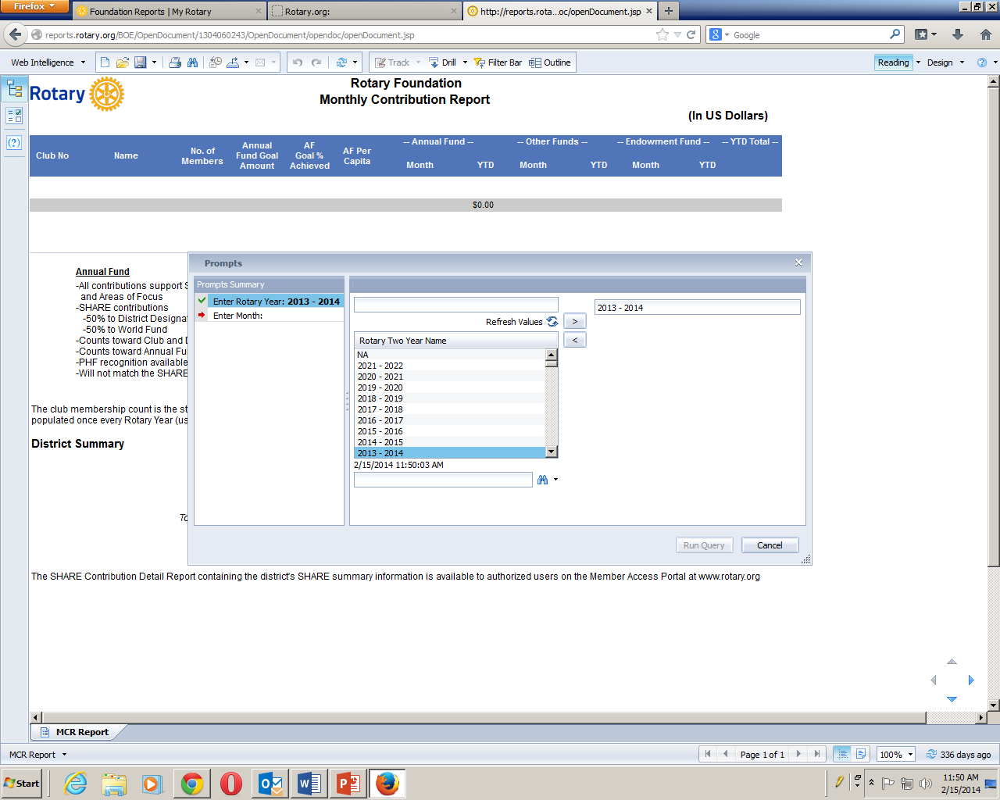 Firefox
Foundation Reports | My Rotary
Rotary.org:
http://reports.rota...oc/openDocument.jsp
reports.rotary.org/BOE/OpenDocument/1304060243/OpenDocument/opendoc/openDocument.jsp
Google
Web Intelligence
Track
Drill
Filter Bar
Outline
Reading
Design
Rotary
Rotary Foundation
Monthly Contribution Report
(In US Dollars)
Club No
Name
No. of
Members
Annual
Fund Goal
Amount
AF
Goal %
Achieved
AF Per
Capita
-- Annual Fund --
Month YTD
-- Other Funds --
Month YTD
-- Endowment Fund --
Month YTD
-- YTD Total --
$0.00
Annual Fund
-All contributions support S
and Areas of Focus
-SHARE contributions
-50% to District Designat
-50% to World Fund
-Counts toward Club and D
-Counts toward Annual Fu
-PHF recognition available
-Will not match the SHARE
The club membership count is the st
populated once every Rotary Year (us
District Summary
To
Prompts
Prompts Summary
Enter Rotary Year: 2013 - 2014
Enter Month:
Refresh Values
>
<
2013 - 2014
Rotary Two Year Name
NA
2021 - 2022
2020 - 2021
2019 - 2020
2018 - 2019
2017 - 2018
2016 - 2017
2015 - 2016
2014 - 2015
2013 - 2014
2/15/2014 11:50:03 AM
Run Query
Cancel
The SHARE Contribution Detail Report containing the district's SHARE summary information is available to authorized users on the Member Access Portal at www.rotary.org
MCR Report
MCR Report
Page 1 of 1
100%
336 days ago
Start
11:50 AM
2/15/2014